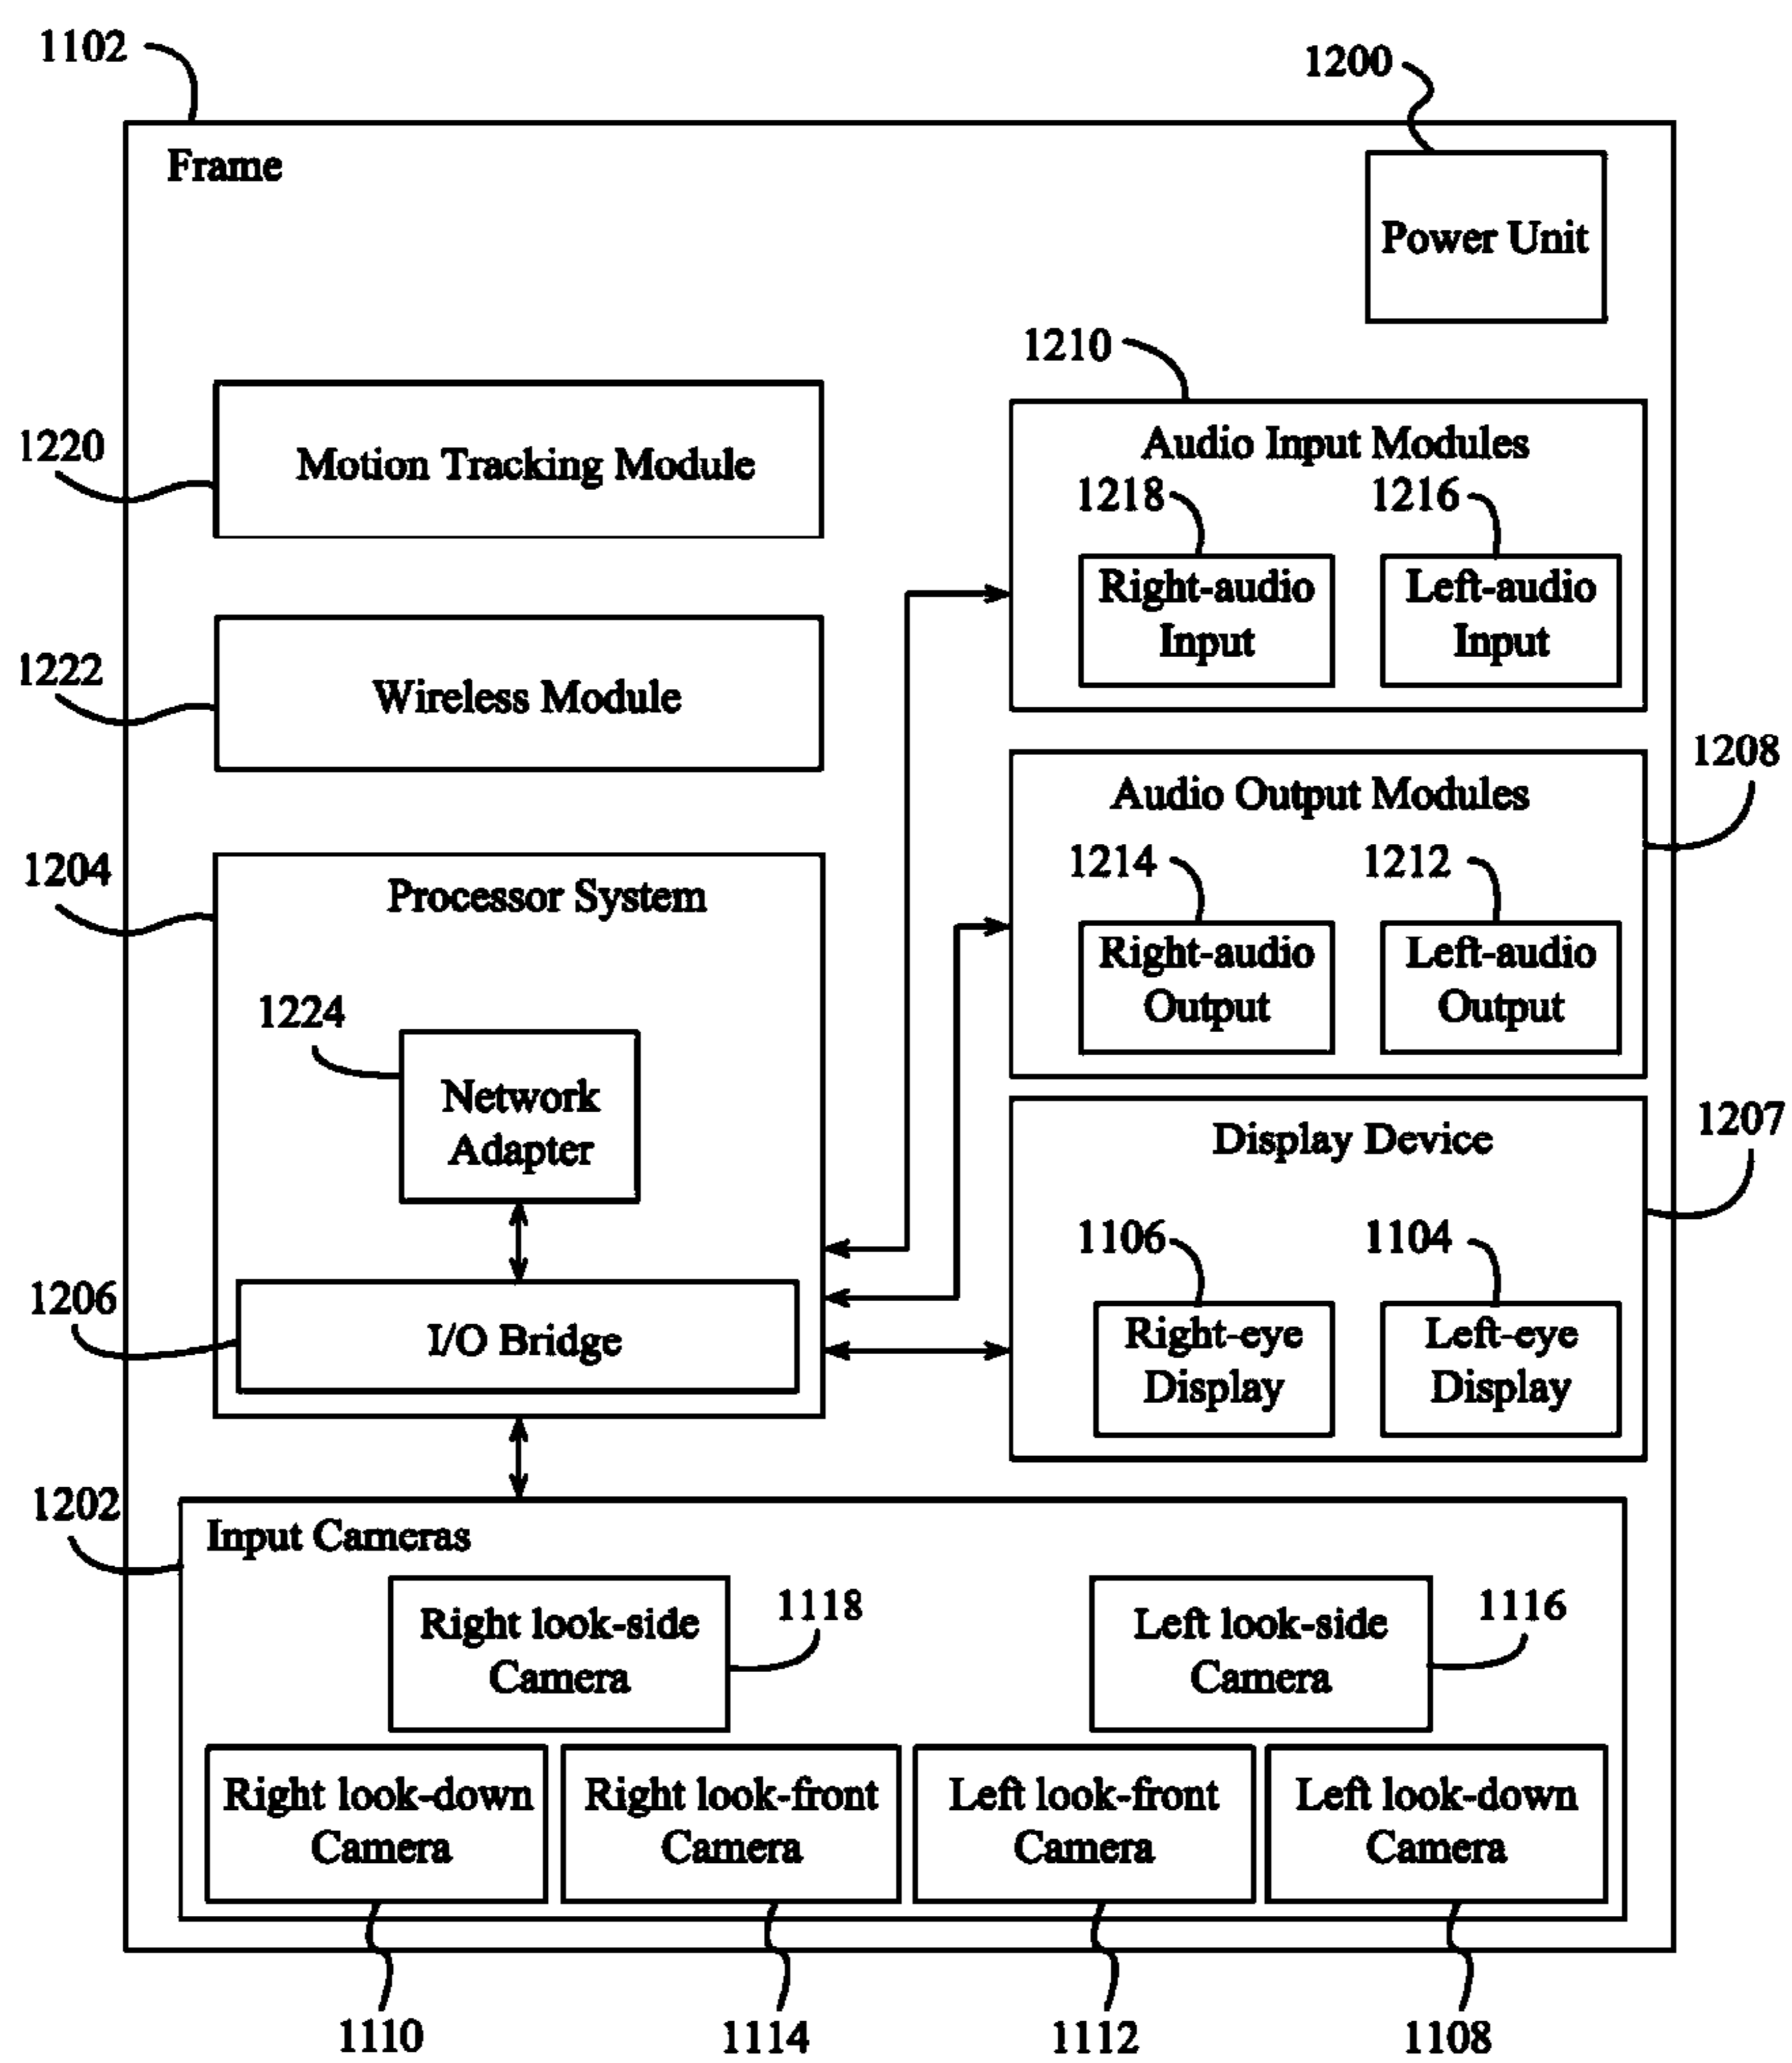 1102
1200
Frame
Power Unit
1210
1220
Motion Tracking Module
Audio Input Modules
1218
1216
Right-audio
Input
Left-audio
Input
1222
Wireless Module
1208
Audio Output Modules
1214
1212
Right-audio
Output
Left-audio
Output
1204
Processor System
1224
Network
Adapter
1207
Display Device
1106
1104
Right-eye
Display
Left-eye
Display
1206
I/O Bridge
1202
Input Cameras
Right look-side
Camera
1118
Left look-side
Camera
1116
Right look-down
Camera
Right look-front
Camera
Left look-front
Camera
Left look-down
Camera
1110
1114
1112
1108